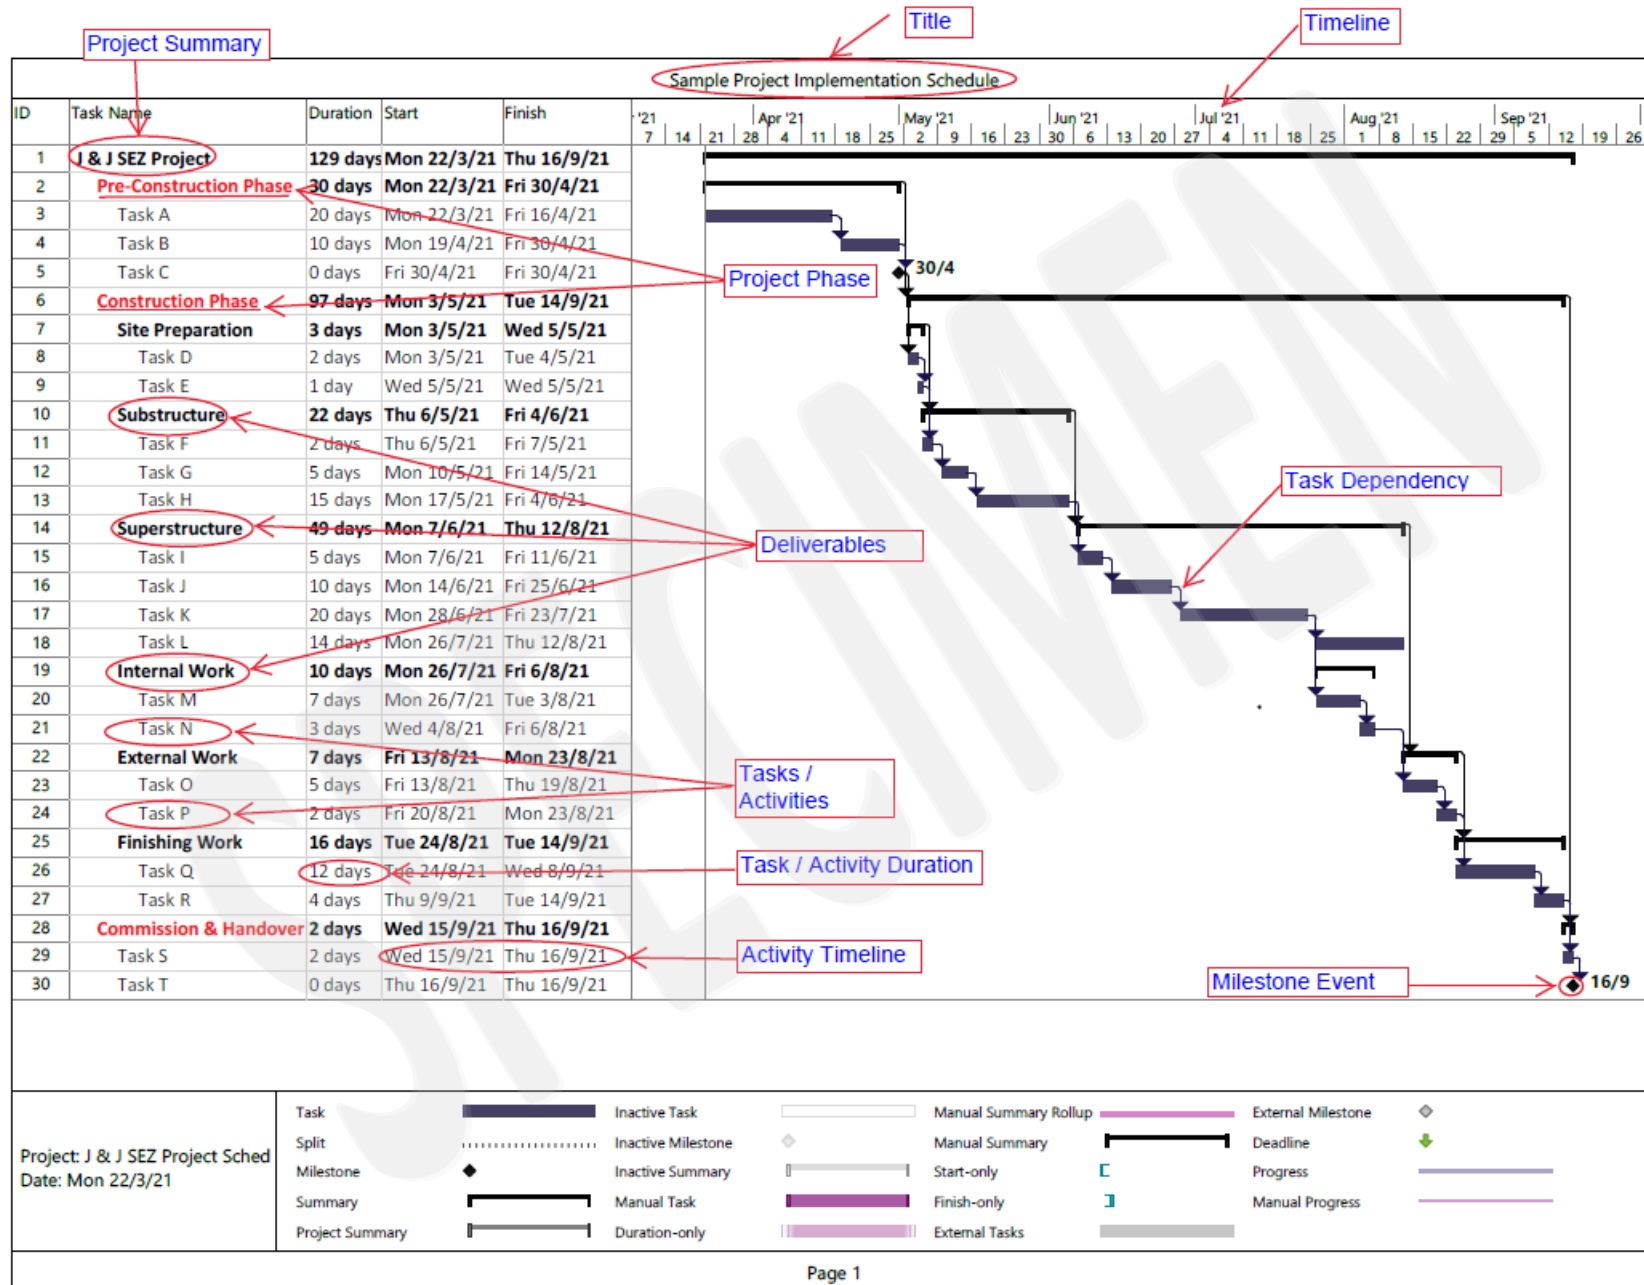 Title
Timeline
Project Summary
Sample Project Implementation Schedule
ID Task Name Duration Start Finish '21 Apr '21 May '21 Jun '21 Jul '21 Aug '21 Sep '21
7 14 21 28 4 11 18 25 2 9 16 23 30 6 13 20 27 4 11 18 25 1 8 15 22 29 5 12 19 26
1 J & J SEZ Project 129 days Mon 22/3/21 Thu 16/9/21
2 Pre-Construction Phase 30 days Mon 22/3/21 Fri 30/4/21
3 Task A 20 days Mon 22/3/21 Fri 16/4/21
4 Task B 10 days Mon 19/4/21 Fri 30/4/21
5 Task C 0 days Fri 30/4/21 Fri 30/4/21 30/4
Project Phase
6 Construction Phase 97 days Mon 3/5/21 Tue 14/9/21
7 Site Preparation 3 days Mon 3/5/21 Wed 5/5/21
8 Task D 2 days Mon 3/5/21 Tue 4/5/21
9 Task E 1 day Wed 5/5/21 Wed 5/5/21
10 Substructure 22 days Thu 6/5/21 Fri 4/6/21
11 Task F 2 days Thu 6/5/21 Fri 7/5/21
12 Task G 5 days Mon 10/5/21 Fri 14/5/21
Task Dependency
13 Task H 15 days Mon 17/5/21 Fri 4/6/21
14 Superstructure 49 days Mon 7/6/21 Thu 12/8/21
Deliverables
15 Task I 5 days Mon 7/6/21 Fri 11/6/21
16 Task J 10 days Mon 14/6/21 Fri 25/6/21
17 Task K 20 days Mon 28/6/21 Fri 23/7/21
18 Task L 14 days Mon 26/7/21 Thu 12/8/21
19 Internal Work 10 days Mon 26/7/21 Fri 6/8/21
20 Task M 7 days Mon 26/7/21 Tue 3/8/21
21 Task N 3 days Wed 4/8/21 Fri 6/8/21
22 External Work 7 days Fri 13/8/21 Mon 23/8/21
Tasks /
Activities
23 Task O 5 days Fri 13/8/21 Thu 19/8/21
24 Task P 2 days Fri 20/8/21 Mon 23/8/21
25 Finishing Work 16 days Tue 24/8/21 Tue 14/9/21
26 Task Q 12 days Tue 24/8/21 Wed 8/9/21
Task / Activity Duration
27 Task R 4 days Thu 9/9/21 Tue 14/9/21
28 Commission & Handover 2 days Wed 15/9/21 Thu 16/9/21
29 Task S 2 days Wed 15/9/21 Thu 16/9/21
Activity Timeline
30 Task T 0 days Thu 16/9/21 Thu 16/9/21 16/9
Milestone Event
SPECIMEN
Project: J & J SEZ Project Sched
Date: Mon 22/3/21
Task Inactive Task Manual Summary Rollup External Milestone
Split Inactive Milestone Manual Summary Deadline
Milestone Inactive Summary Start-only Progress
Summary Manual Task Finish-only Manual Progress
Project Summary Duration-only External Tasks
Page 1